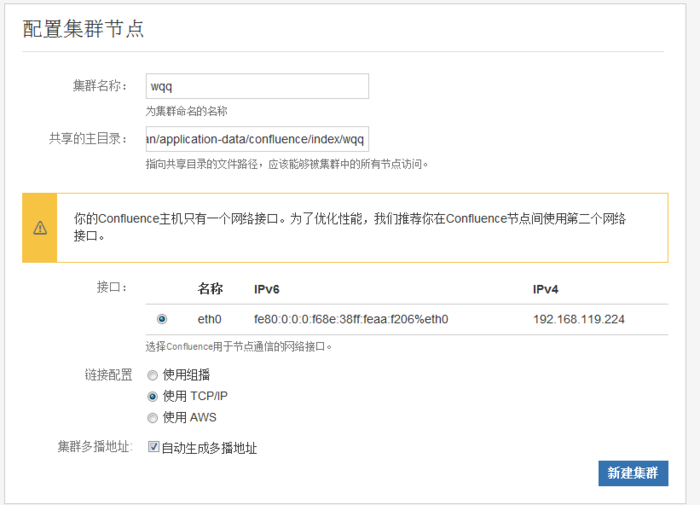 配置集群节点
集群名称： wqq
为集群命名的名称
共享的主目录： an/application-data/confluence/index/wqq
指向共享目录的文件路径，应该能够被集群中的所有节点访问。
你的Confluence主机只有一个网络接口。为了优化性能，我们推荐你在Confluence节点间使用第二个网络
接口。
接口： 名称 IPv6 IPv4
eth0 fe80:0:0:0:f68e:38ff:feaa:f206%eth0 192.168.119.224
选择Confluence用于节点通信的网络接口。
链接配置 使用组播
使用 TCP/IP
使用 AWS
集群多播地址: 自动生成多播地址
新建集群